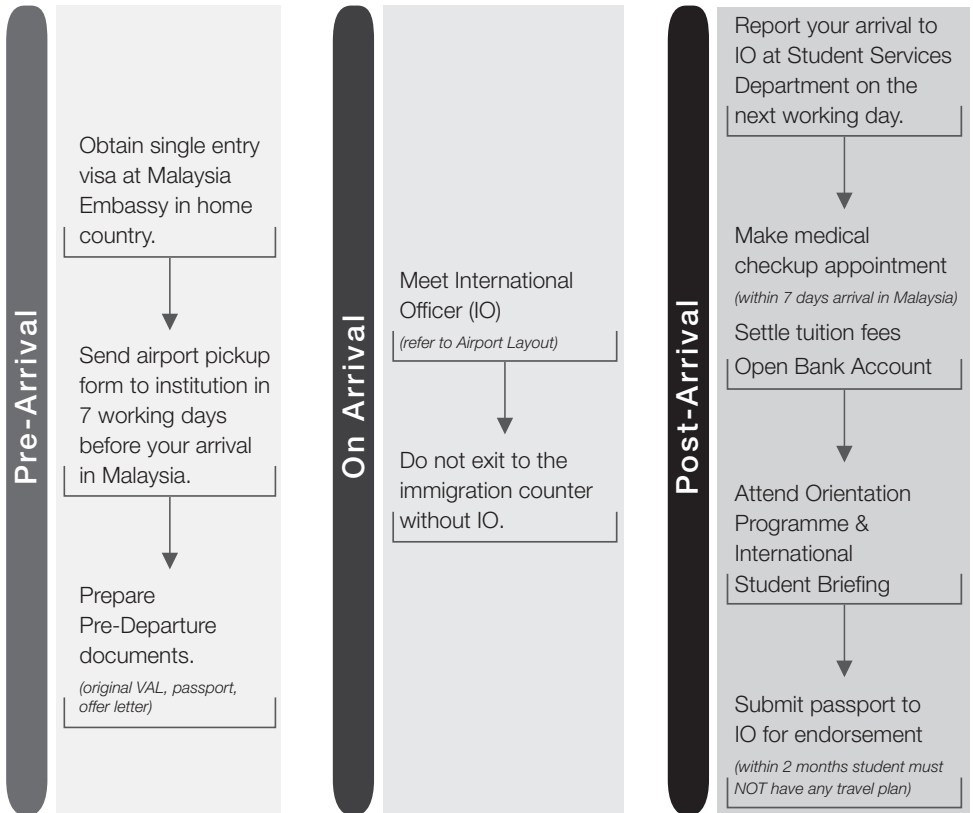 Pre-Arrival
Obtain single entry
visa at Malaysia
Embassy in home
country.
Send airport pickup
form to institution in
7 working days
before your arrival
in Malaysia.
Prepare
Pre-Departure
documents.
(original VAL, passport,
offer letter)
On Arrival
Meet International
Officer (IO)
(refer to Airport Layout)
Do not exit to the
immigration counter
without IO.
Post-Arrival
Report your arrival to
IO at Student Services
Department on the
next working day.
Make medical
checkup appointment
(within 7 days arrival in Malaysia)
Settle tuition fees
Open Bank Account
Attend Orientation
Programme &
International
Student Briefing
Submit passport to
IO for endorsement
(within 2 months student must
NOT have any travel plan)